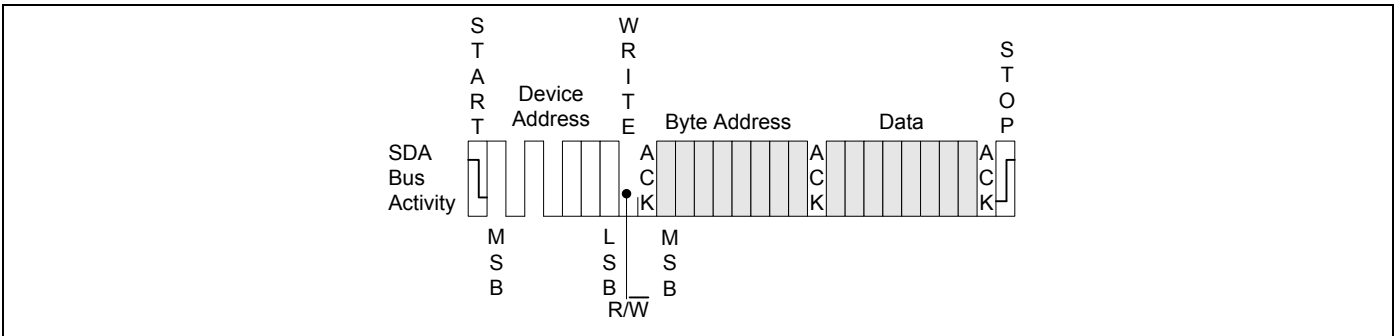 START
WRITE
STOP
Device
Address
Byte Address
Data
SDA
Bus
Activity
ACK
ACK
ACK
MSB
LSB
MSB
R/W̅